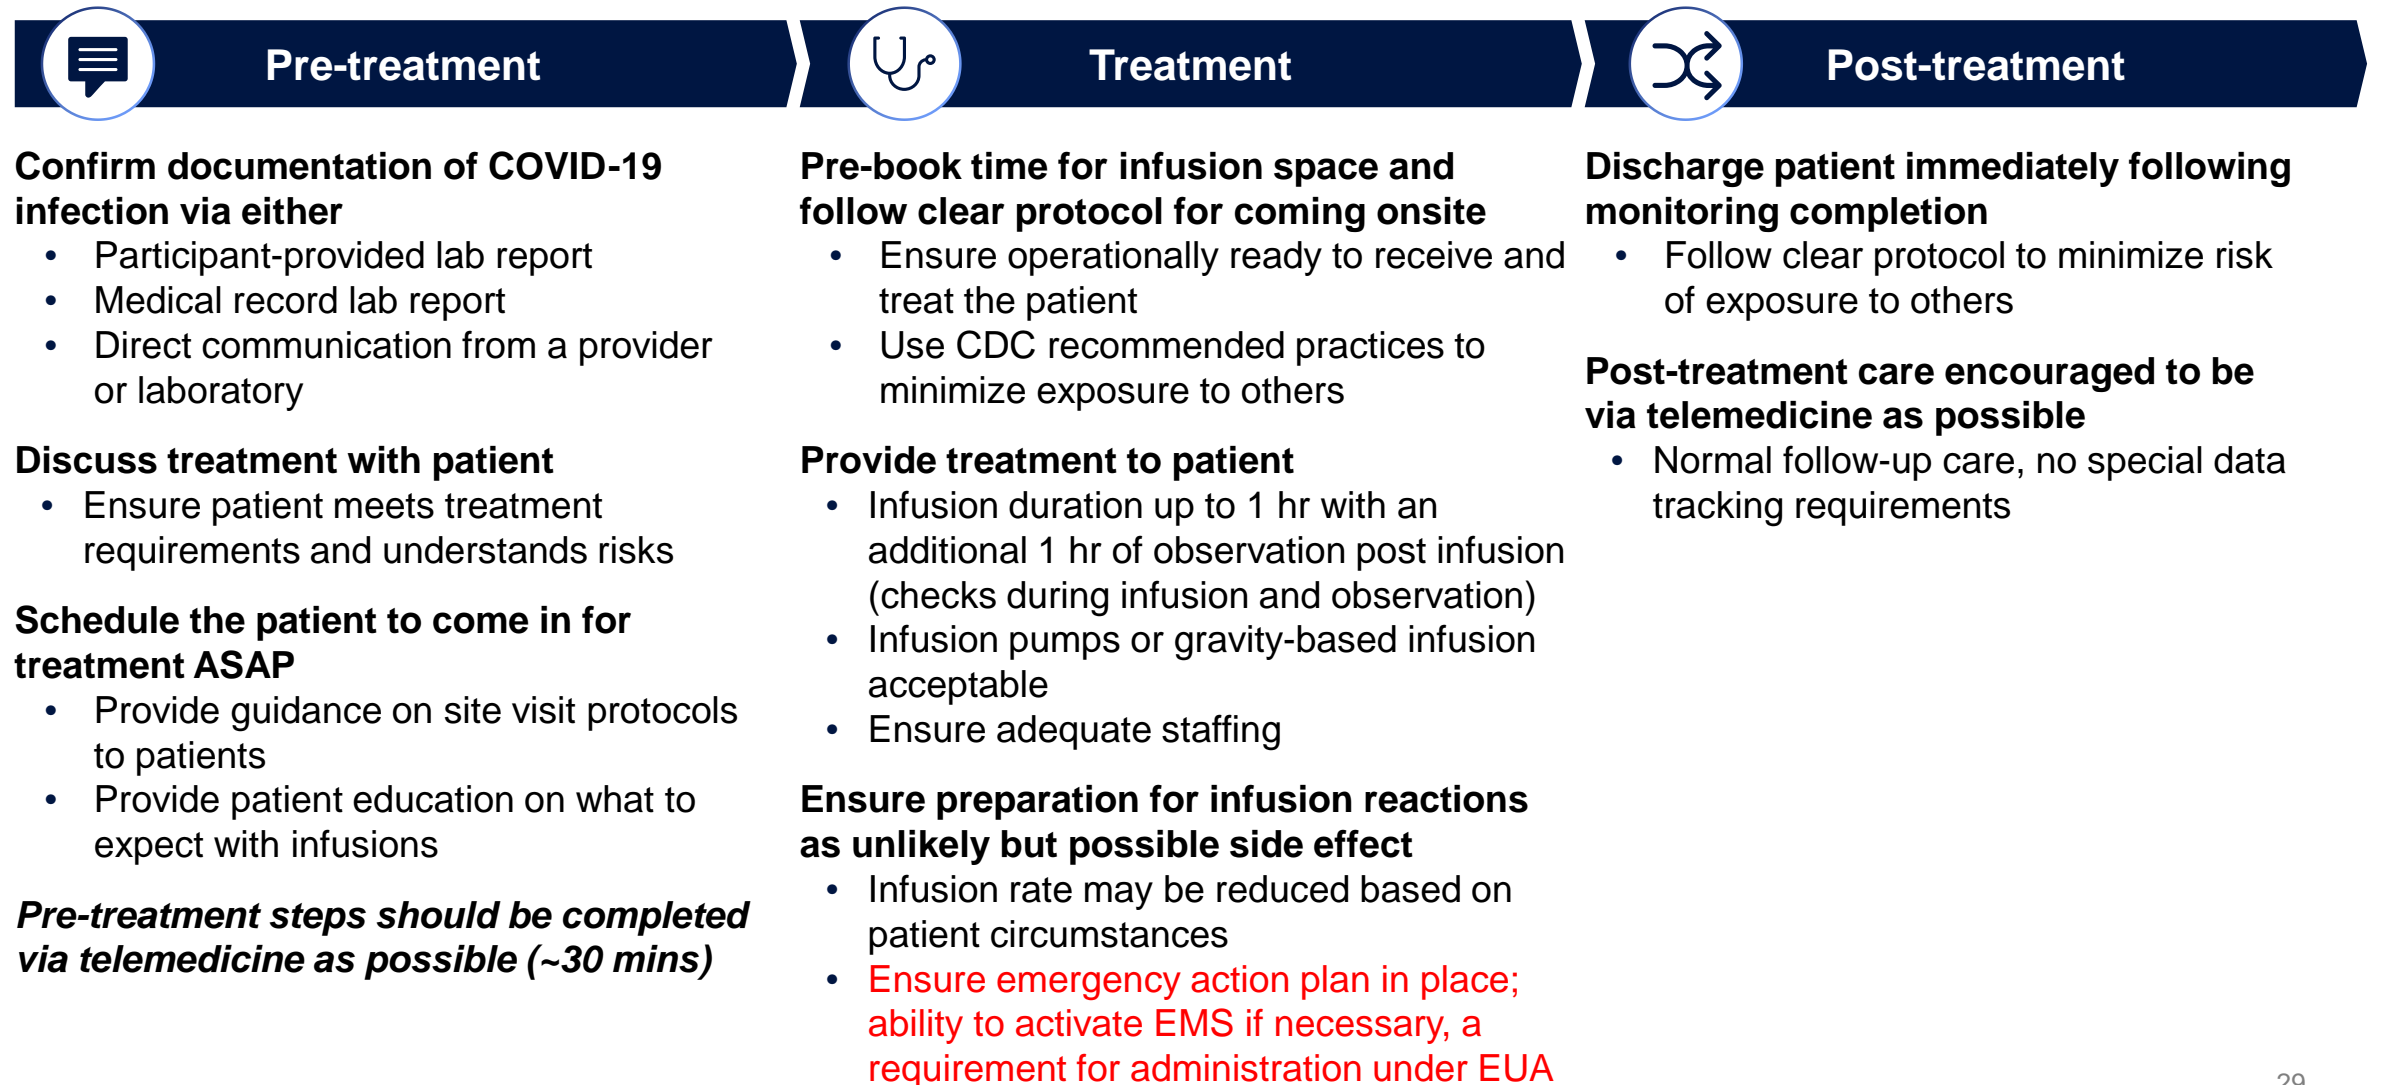 Pre-treatment
Confirm documentation of COVID-19
infection via either
• Participant-provided lab report
• Medical record lab report
• Direct communication from a provider
or laboratory
Discuss treatment with patient
• Ensure patient meets treatment
requirements and understands risks
Schedule the patient to come in for
treatment ASAP
• Provide guidance on site visit protocols
to patients
• Provide patient education on what to
expect with infusions
Pre-treatment steps should be completed
via telemedicine as possible (~30 mins)
Treatment
Pre-book time for infusion space and
follow clear protocol for coming onsite
• Ensure operationally ready to receive and
treat the patient
• Use CDC recommended practices to
minimize exposure to others
Provide treatment to patient
• Infusion duration up to 1 hr with an
additional 1 hr of observation post infusion
(checks during infusion and observation)
• Infusion pumps or gravity-based infusion
acceptable
• Ensure adequate staffing
Ensure preparation for infusion reactions
as unlikely but possible side effect
• Infusion rate may be reduced based on
patient circumstances
• Ensure emergency action plan in place;
ability to activate EMS if necessary, a
requirement for administration under EUA
Post-treatment
Discharge patient immediately following
monitoring completion
• Follow clear protocol to minimize risk
of exposure to others
Post-treatment care encouraged to be
via telemedicine as possible
• Normal follow-up care, no special data
tracking requirements
29